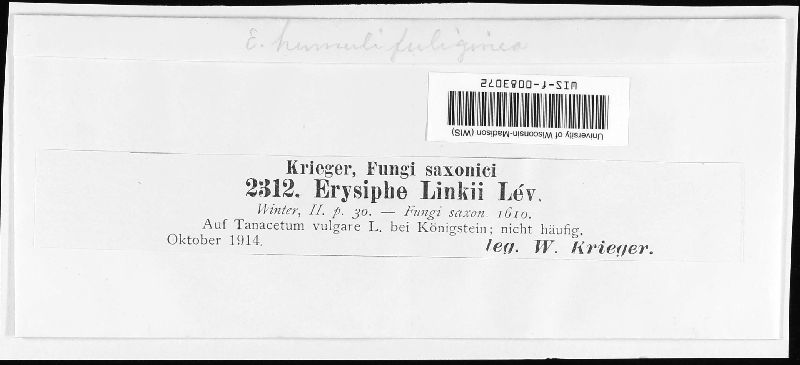 E. humuli fuliginea
WIS-1-0083072
University of Wisconsin-Madison (WIS)
Krieger, Fungi saxonici
2312. Erysiphe Linkii Lév.
Winter, II. p. 30. — Fungi saxon 1610.
Auf Tanacetum vulgare L. bei Königstein; nicht häufig.
Oktober 1914. leg. W. Krieger.